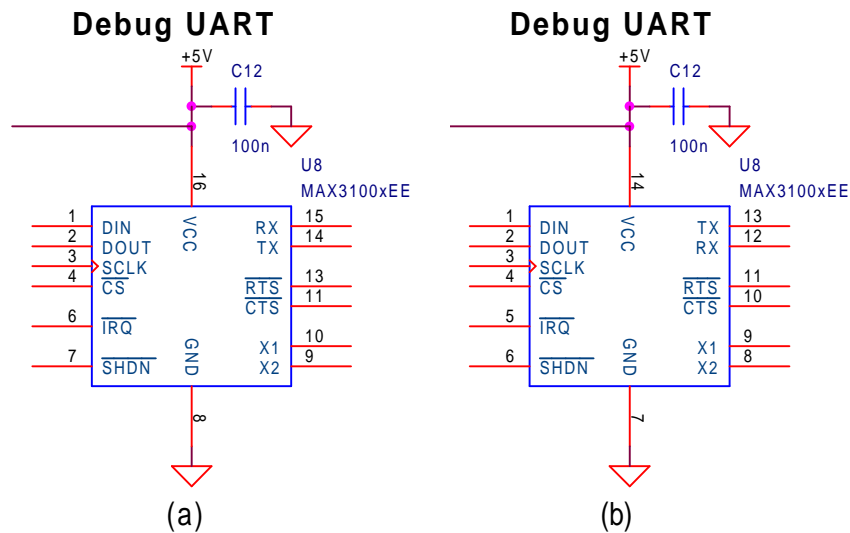 Debug UART
+5V
C12
100n
U8
MAX3100xEE
16
VCC
1 DIN
2 DOUT
3 SCLK
4 CS
6 IRQ
7 SHDN
RX 15
TX 14
RTS 13
CTS 11
X1 10
X2 9
GND
8
(a)
Debug UART
+5V
C12
100n
U8
MAX3100xEE
14
VCC
1 DIN
2 DOUT
3 SCLK
4 CS
5 IRQ
6 SHDN
TX 13
RX 12
RTS 11
CTS 10
X1 9
X2 8
GND
7
(b)